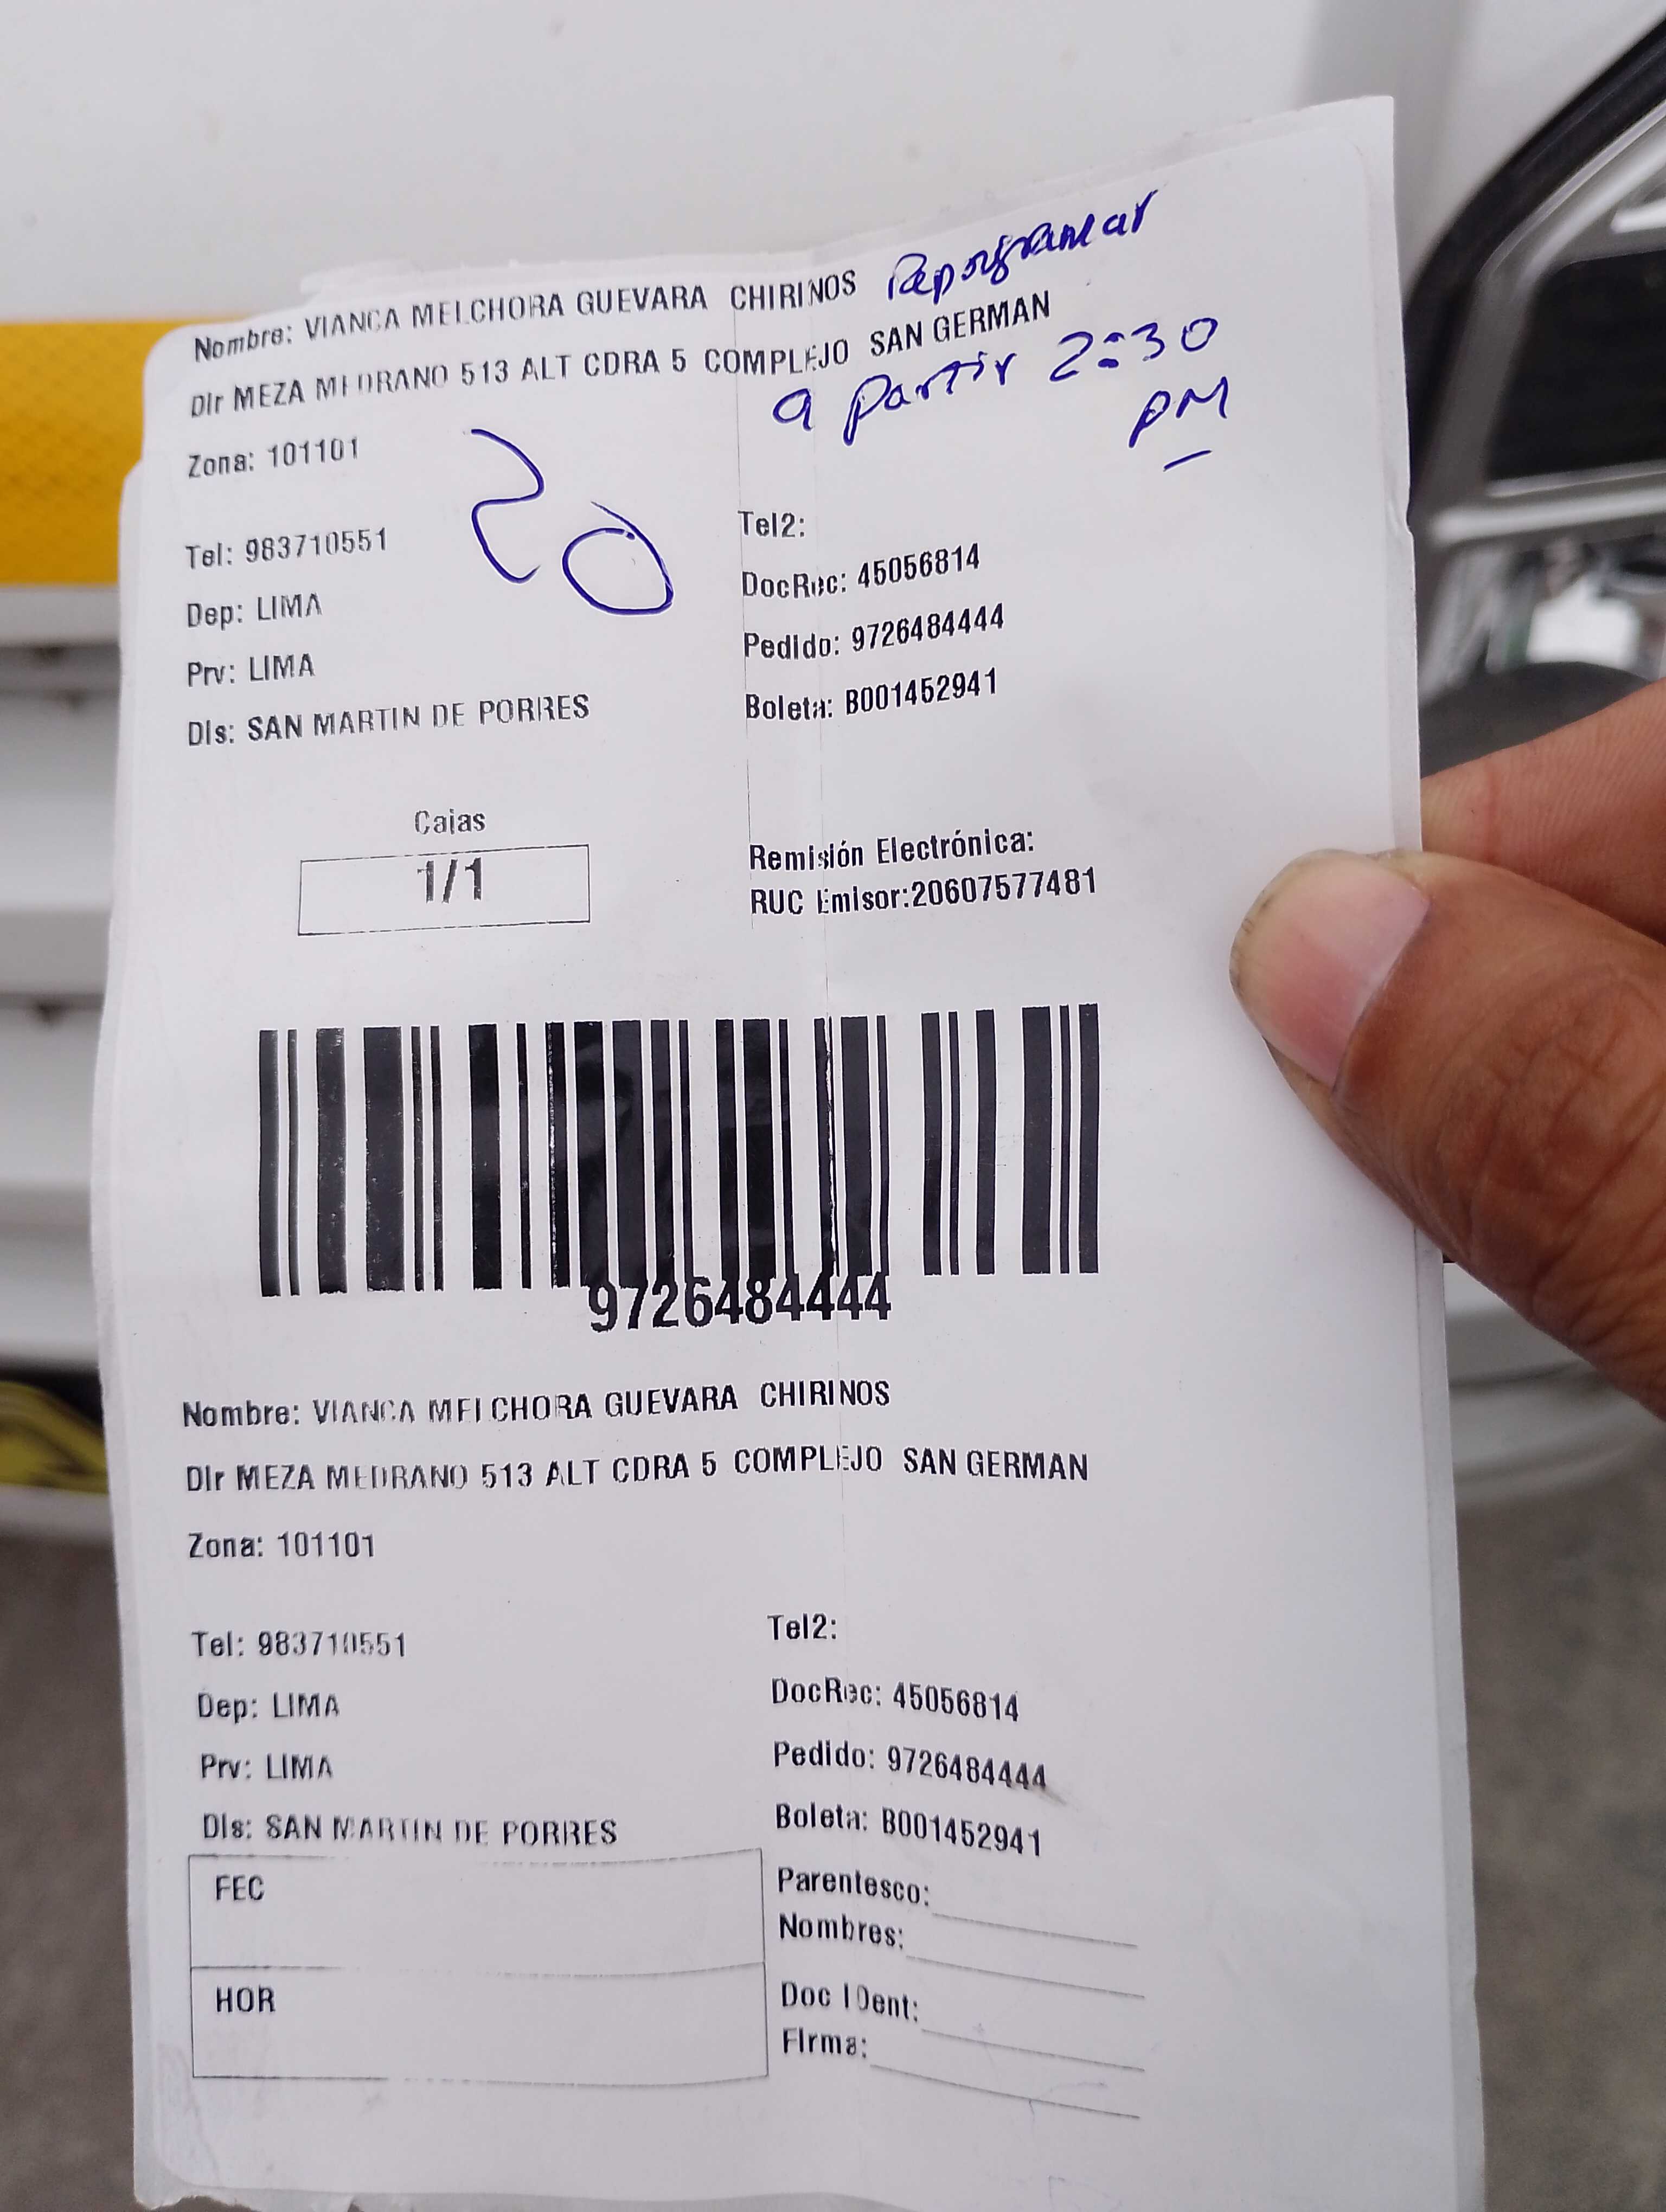 Nombre: VIANCA MELCHORA GUEVARA CHIRINOS Reporgramar
Dir MEZA MEDRANO 513 ALT CDRA 5 COMPLEJO SAN GERMAN
a partir 2:30
PM
Zona: 101101
20
Tel: 983710551
Tel2:
Dep: LIMA
DocRec: 45056814
Prv: LIMA
Pedido: 9726484444
Dis: SAN MARTIN DE PORRES
Boleta: B001452941
Cajas
1/1
Remisión Electrónica:
RUC Emisor:20607577481
9726484444
Nombre: VIANCA MELCHORA GUEVARA CHIRINOS
Dir MEZA MEDRANO 513 ALT CDRA 5 COMPLEJO SAN GERMAN
Zona: 101101
Tel: 983710551
Tel2:
Dep: LIMA
DocRec: 45056814
Prv: LIMA
Pedido: 9726484444
Dis: SAN MARTIN DE PORRES
Boleta: B001452941
FEC
Parentesco:
Nombres:
HOR
Doc IDent:
Firma: